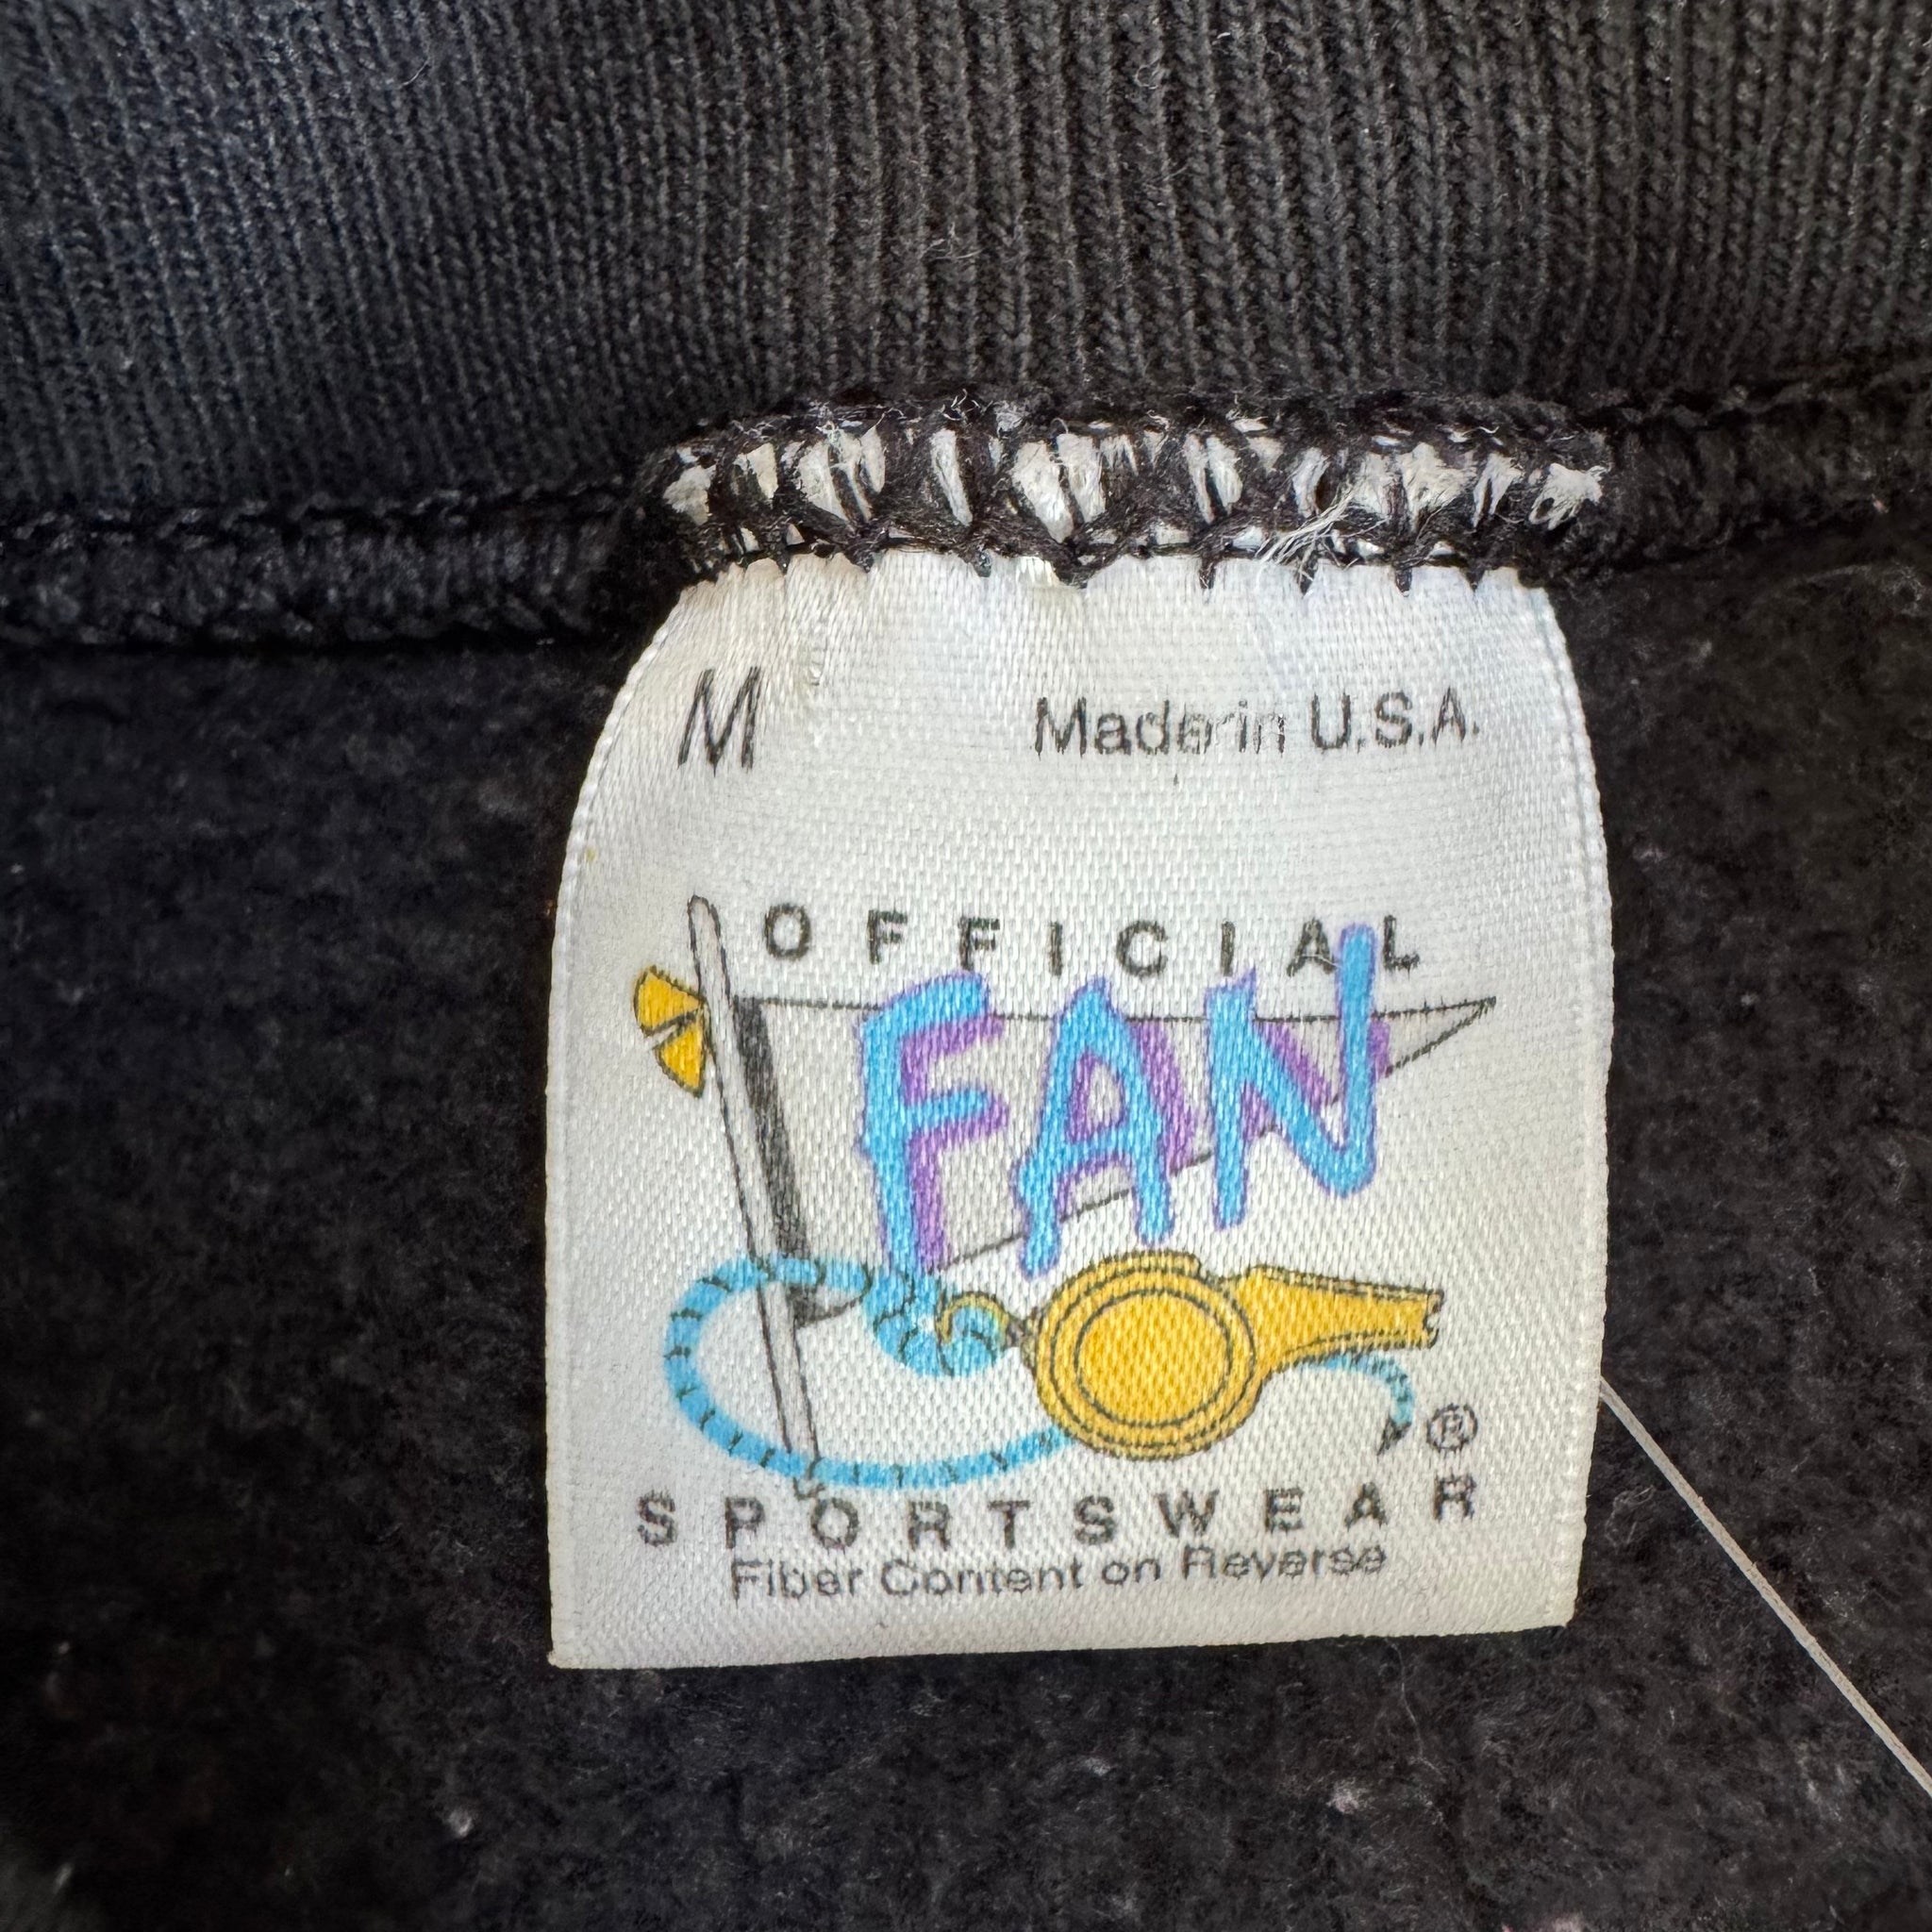 M Made in U.S.A.
OFFICIAL
FAN
®
SPORTSWEAR
Fiber Content on Reverse